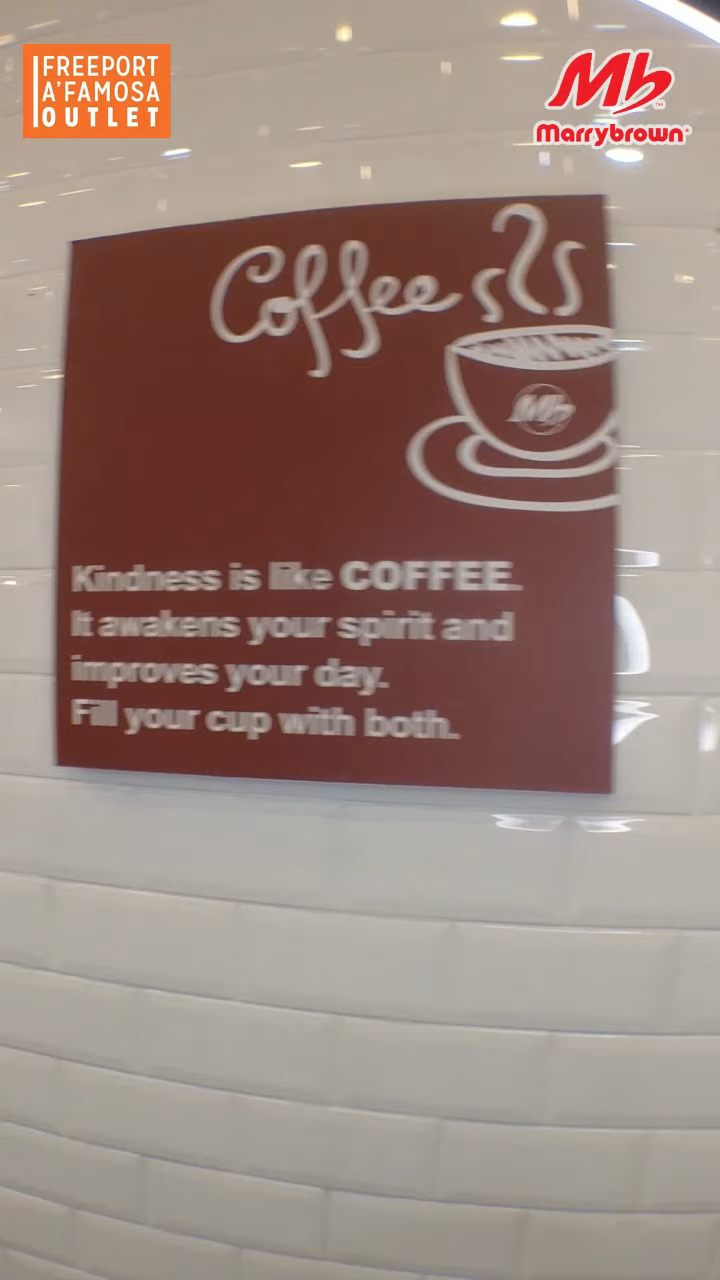 FREEPORT
A'FAMOSA
OUTLET
Mb
Marrybrown
Coffee
Mb
Kindness is like COFFEE.
It awakens your spirit and
improves your day.
Fill your cup with both.